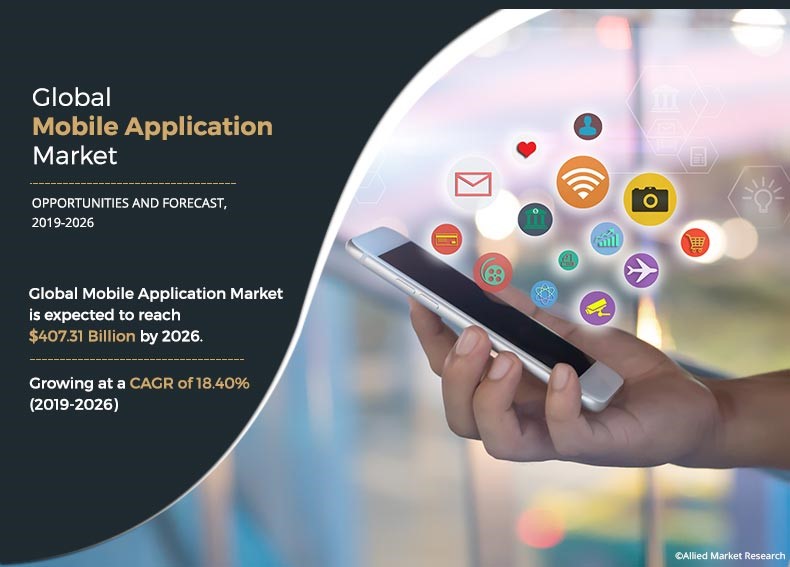 Global
Mobile Application
Market
OPPORTUNITIES AND FORECAST,
2019-2026
Global Mobile Application Market
is expected to reach
$407.31 Billion by 2026.
Growing at a CAGR of 18.40%
(2019-2026)
©Allied Market Research